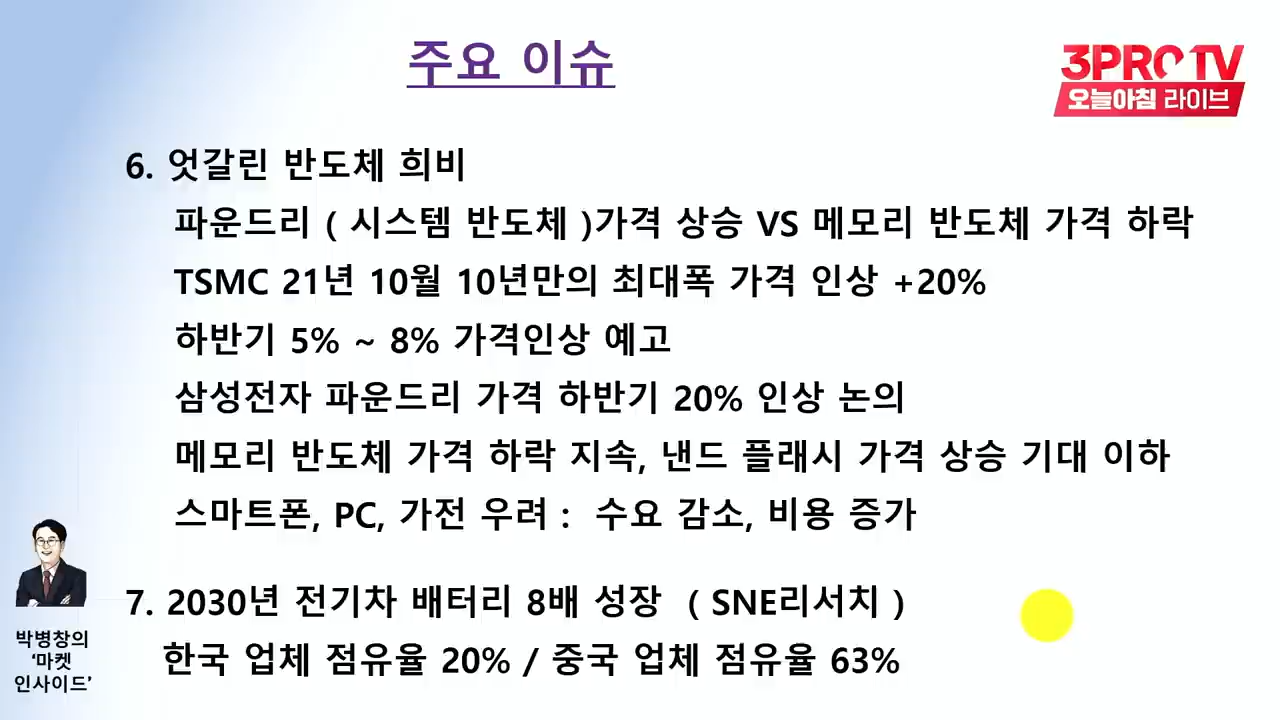 주요 이슈
3PRO TV
오늘아침 라이브
6. 엇갈린 반도체 희비
파운드리 ( 시스템 반도체 )가격 상승 VS 메모리 반도체 가격 하락
TSMC 21년 10월 10년만의 최대폭 가격 인상 +20%
하반기 5% ~ 8% 가격인상 예고
삼성전자 파운드리 가격 하반기 20% 인상 논의
메모리 반도체 가격 하락 지속, 낸드 플래시 가격 상승 기대 이하
스마트폰, PC, 가전 우려 : 수요 감소, 비용 증가
7. 2030년 전기차 배터리 8배 성장 ( SNE리서치 )
한국 업체 점유율 20% / 중국 업체 점유율 63%
박병창의
‘마켓
인사이드’